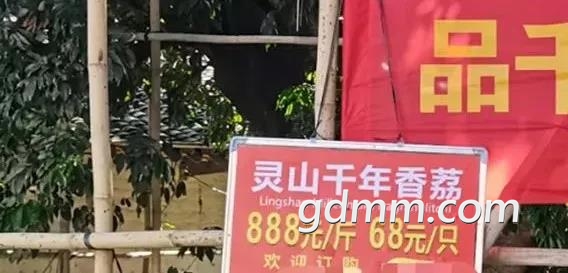 品千
灵山千年香荔
888元/斤 68元/只
欢迎订购
gdmm.com